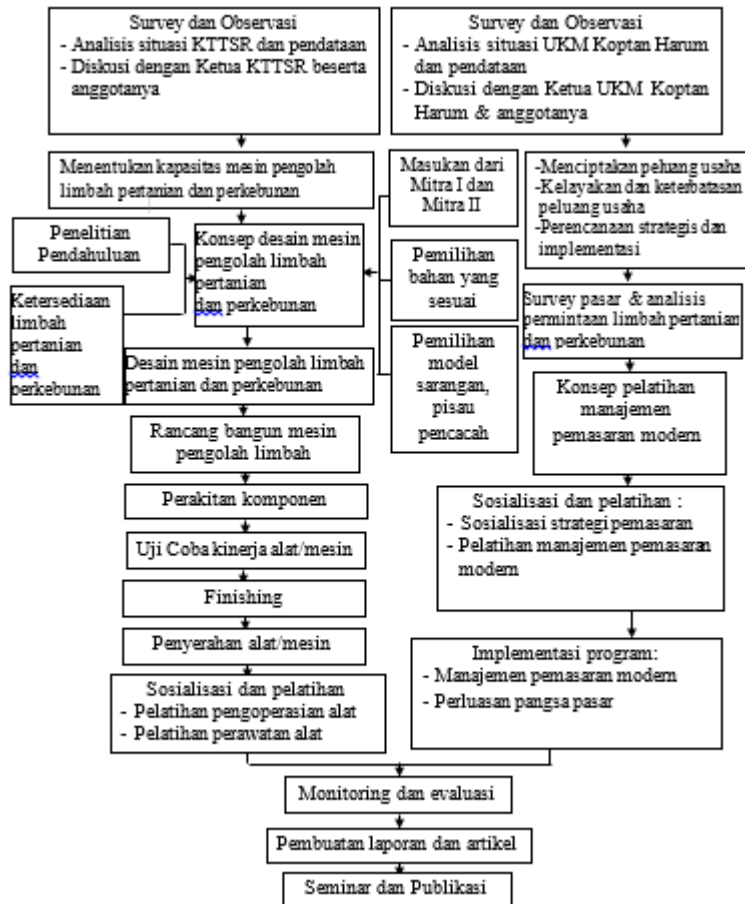 Survey dan Observasi
- Analisis situasi KTTSR dan pendataan
- Diskusi dengan Ketua KTTSR beserta
anggotanya
Survey dan Observasi
- Analisis situasi UKM Koptan Harum
dan pendataan
- Diskusi dengan Ketua UKM Koptan
Harum & anggotanya
Menentukan kapasitas mesin pengolah
limbah pertanian dan perkebunan
Masukan dari
Mitra I dan
Mitra II
-Menciptakan peluang usaha
-Kelayakan dan keterbatasan
peluang usaha
-Perencanaan strategis dan
implementasi
Penelitian
Pendahuluan
Konsep desain mesin
pengolah limbah
pertanian
dan perkebunan
Pemilihan
bahan yang
sesuai
Ketersediaan
limbah
pertanian
dan
perkebunan
Survey pasar & analisis
permintaan limbah pertanian
dan perkebunan
Desain mesin pengolah limbah
pertanian dan perkebunan
Pemilihan
model
sarangan,
pisau
pencacah
Konsep pelatihan
manajemen
pemasaran modern
Rancang bangun mesin
pengolah limbah
Perakitan komponen
Sosialisasi dan pelatihan :
- Sosialisasi strategi pemasaran
- Pelatihan manajemen pemasaran
modern
Uji Coba kinerja alat/mesin
Finishing
Penyerahan alat/mesin
Implementasi program:
- Manajemen pemasaran modern
- Perluasan pangsa pasar
Sosialisasi dan pelatihan
- Pelatihan pengoperasian alat
- Pelatihan perawatan alat
Monitoring dan evaluasi
Pembuatan laporan dan artikel
Seminar dan Publikasi